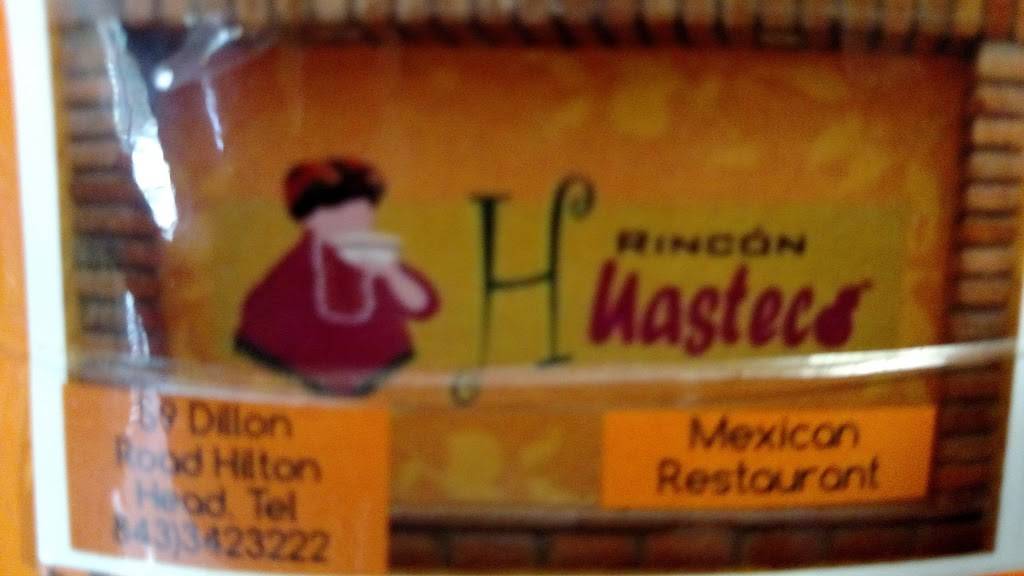 RINCÓN
Huasteco
Dillon
Road Hilton
Head. Tel
843)3423222
Mexican
Restaurant